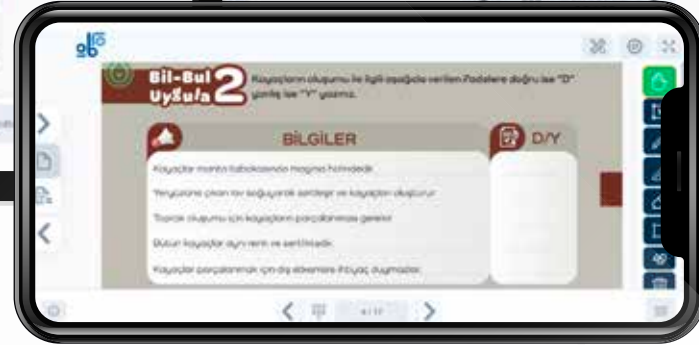 Bil-Bul
Uygula 2
Kayaçların oluşumu ile ilgili aşağıda verilen ifadelere doğru ise "D"
yanlış ise "Y" yazınız.
BİLGİLER
D/Y
Kayaçlar manto tabakasında magma halindedir.
Yeryüzüne çıkan lav soğuyarak sertleşir ve kayaçları oluşturur.
Toprak oluşumu için kayaçların parçalanması gerekir.
Bütün kayaçlar aynı renk ve sertliktedir.
Kayaçlar parçalanmak için dış etkenlere ihtiyaç duymazlar.